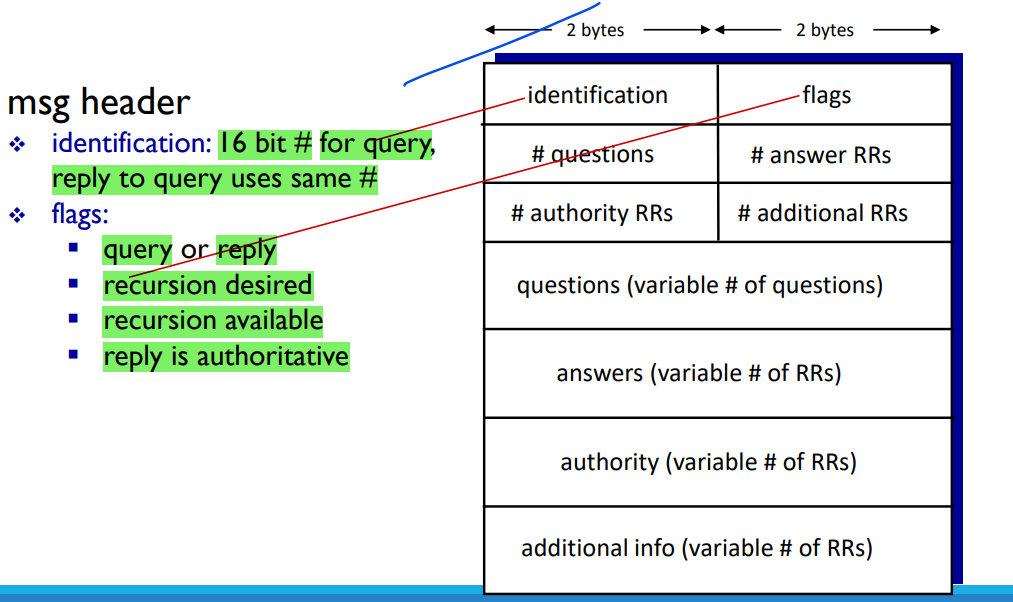 2 bytes 2 bytes
msg header
identification: 16 bit # for query,
reply to query uses same #
flags:
query or reply
recursion desired
recursion available
reply is authoritative
identification flags
# questions # answer RRs
# authority RRs # additional RRs
questions (variable # of questions)
answers (variable # of RRs)
authority (variable # of RRs)
additional info (variable # of RRs)